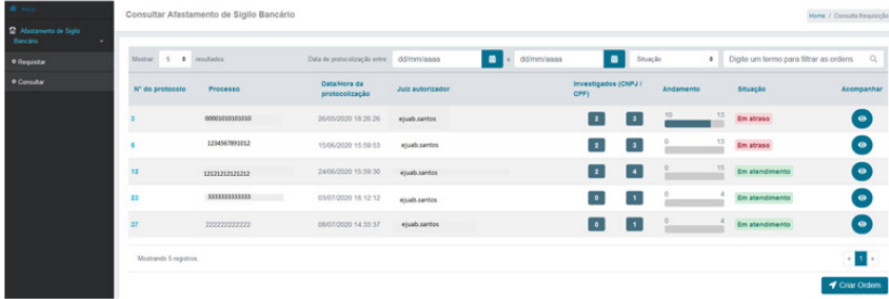 Início
Consultar Afastamento de Sigilo Bancário
Home / Consulta Requisição
Afastamento de Sigilo
Bancário
Requisitar
Consultar
Mostrar 5 resultados
Data de protocolização entre dd/mm/aaaa e dd/mm/aaaa
Situação
Digite um termo para filtrar as ordens
N° do protocolo Processo Data/Hora da protocolização Juiz autorizador Investigados (CNPJ / CPF) Andamento Situação Acompanhar
3 00001010101010 26/05/2020 18:26:26 ejuab.santos 2 3 10 13 Em atraso
6 1234567891012 15/06/2020 15:59:53 ejuab.santos 2 3 0 13 Em atraso
12 12121212121212 24/06/2020 15:59:30 ejuab.santos 2 4 0 15 Em atendimento
23 3333333333333 03/07/2020 18:12:12 ejuab.santos 0 1 0 4 Em atendimento
27 222222222222 08/07/2020 14:33:37 ejuab.santos 0 1 0 4 Em atendimento
Mostrando 5 registros.
« 1 »
Criar Ordem